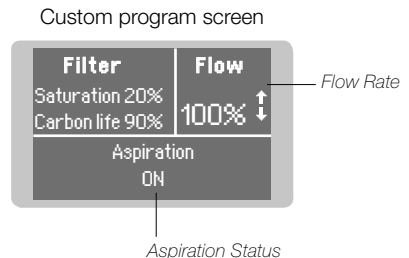 Custom program screen
Filter
Flow
Saturation 20%
Carbon life 90%
100%
Flow Rate
Aspiration
ON
Aspiration Status